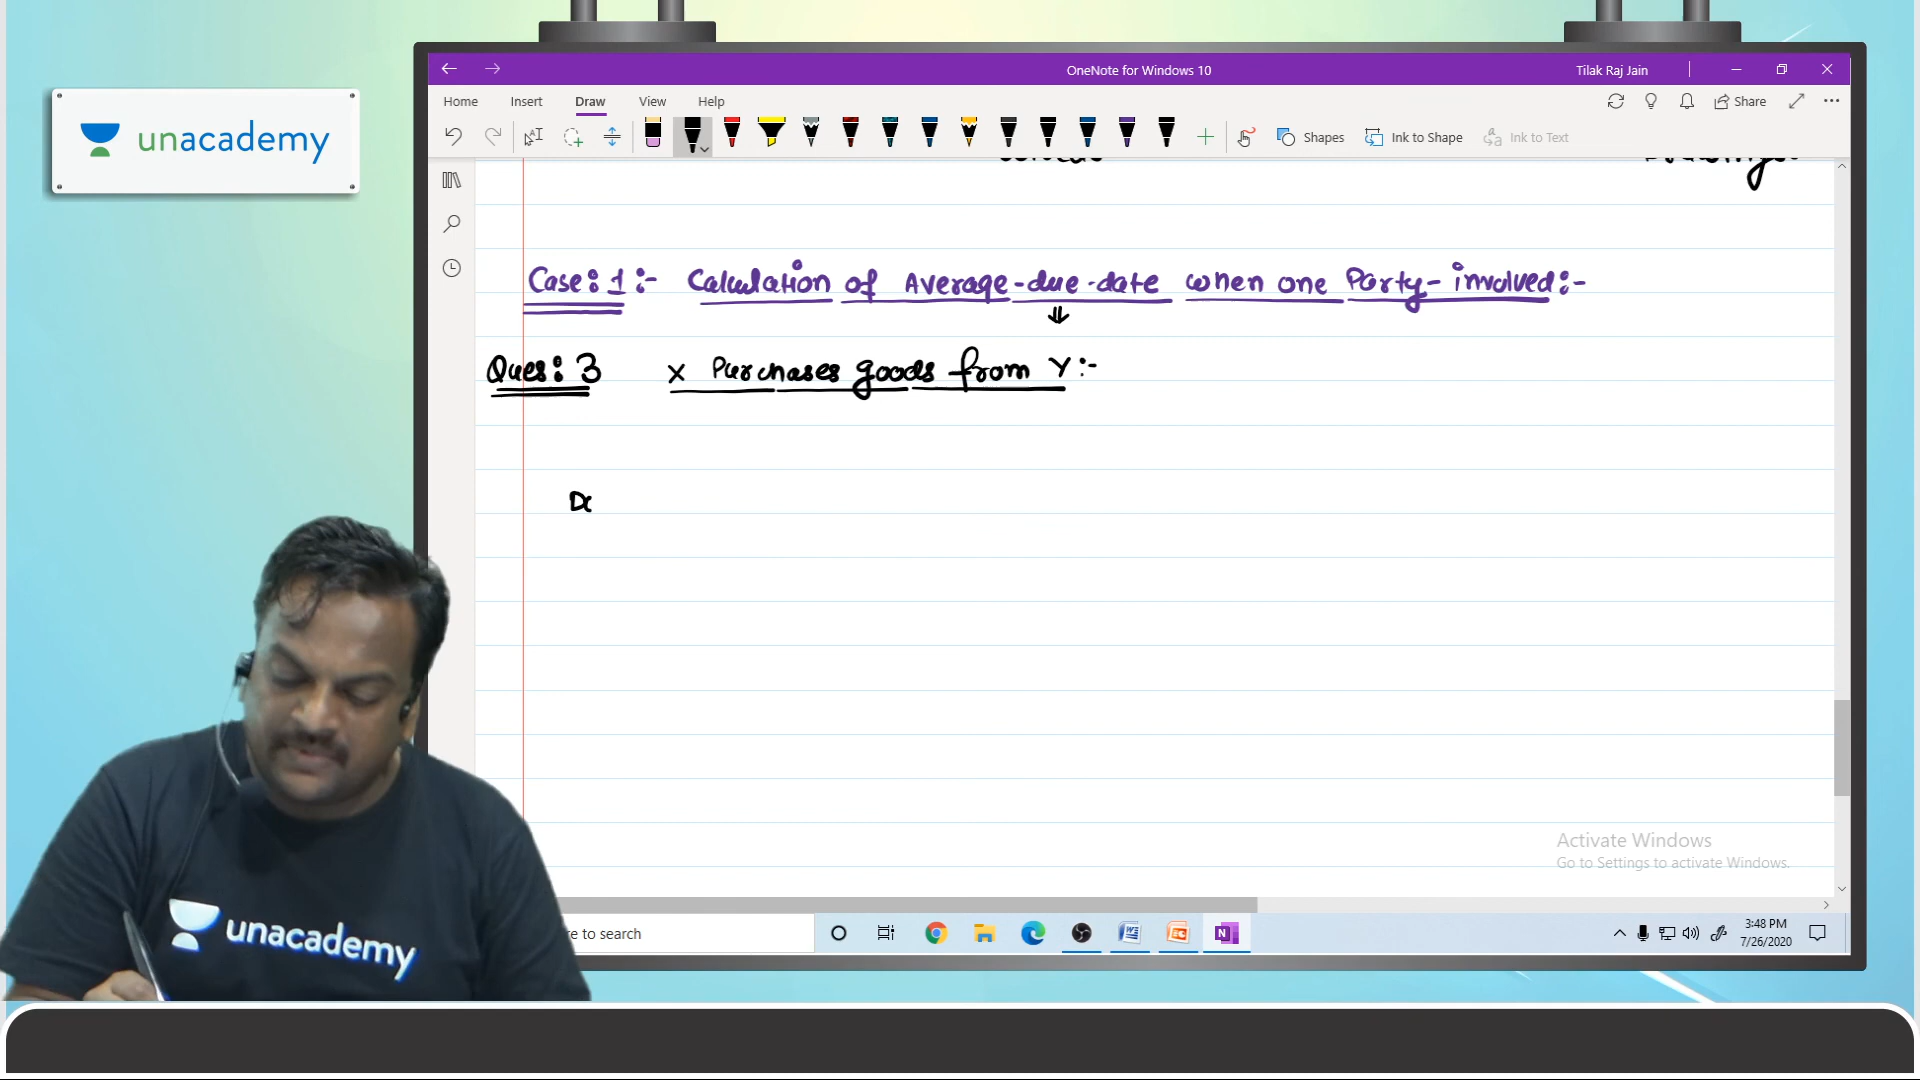 unacademy
OneNote for Windows 10
Tilak Raj Jain
Home Insert Draw View Help
Share
Shapes Ink to Shape Ink to Text
Case: 1 :- Calculation of Average-due-date when one Party-involved:-
Ques: 3 X Purchases goods from Y:-
unacademy
Activate Windows
Go to Settings to activate Windows.
re to search
3:48 PM
7/26/2020